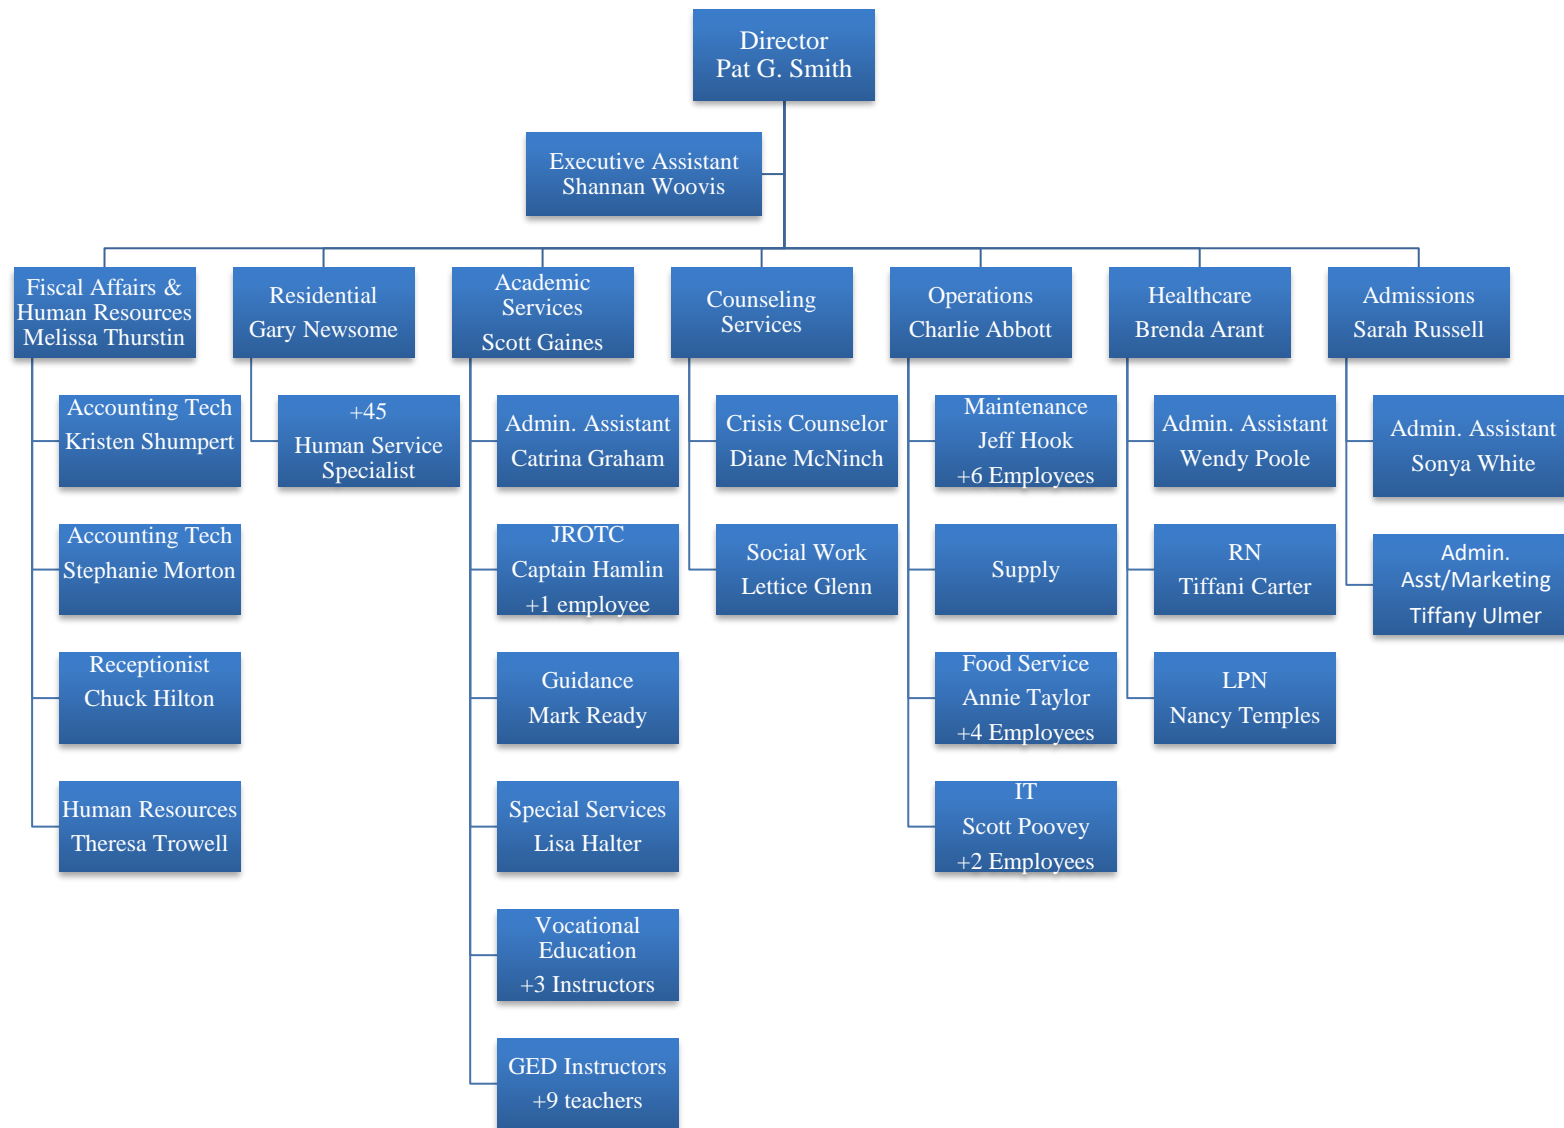 Director
Pat G. Smith
Executive Assistant
Shannan Woovis
Fiscal Affairs &
Human Resources
Melissa Thurstin
Residential
Gary Newsome
Academic
Services
Scott Gaines
Counseling
Services
Operations
Charlie Abbott
Healthcare
Brenda Arant
Admissions
Sarah Russell
Accounting Tech
Kristen Shumpert
Accounting Tech
Stephanie Morton
Receptionist
Chuck Hilton
Human Resources
Theresa Trowell
+45
Human Service
Specialist
Admin. Assistant
Catrina Graham
JROTC
Captain Hamlin
+1 employee
Guidance
Mark Ready
Special Services
Lisa Halter
Vocational
Education
+3 Instructors
GED Instructors
+9 teachers
Crisis Counselor
Diane McNinch
Social Work
Lettice Glenn
Maintenance
Jeff Hook
+6 Employees
Supply
Food Service
Annie Taylor
+4 Employees
IT
Scott Poovey
+2 Employees
Admin. Assistant
Wendy Poole
RN
Tiffani Carter
LPN
Nancy Temples
Admin. Assistant
Sonya White
Admin.
Asst/Marketing
Tiffany Ulmer